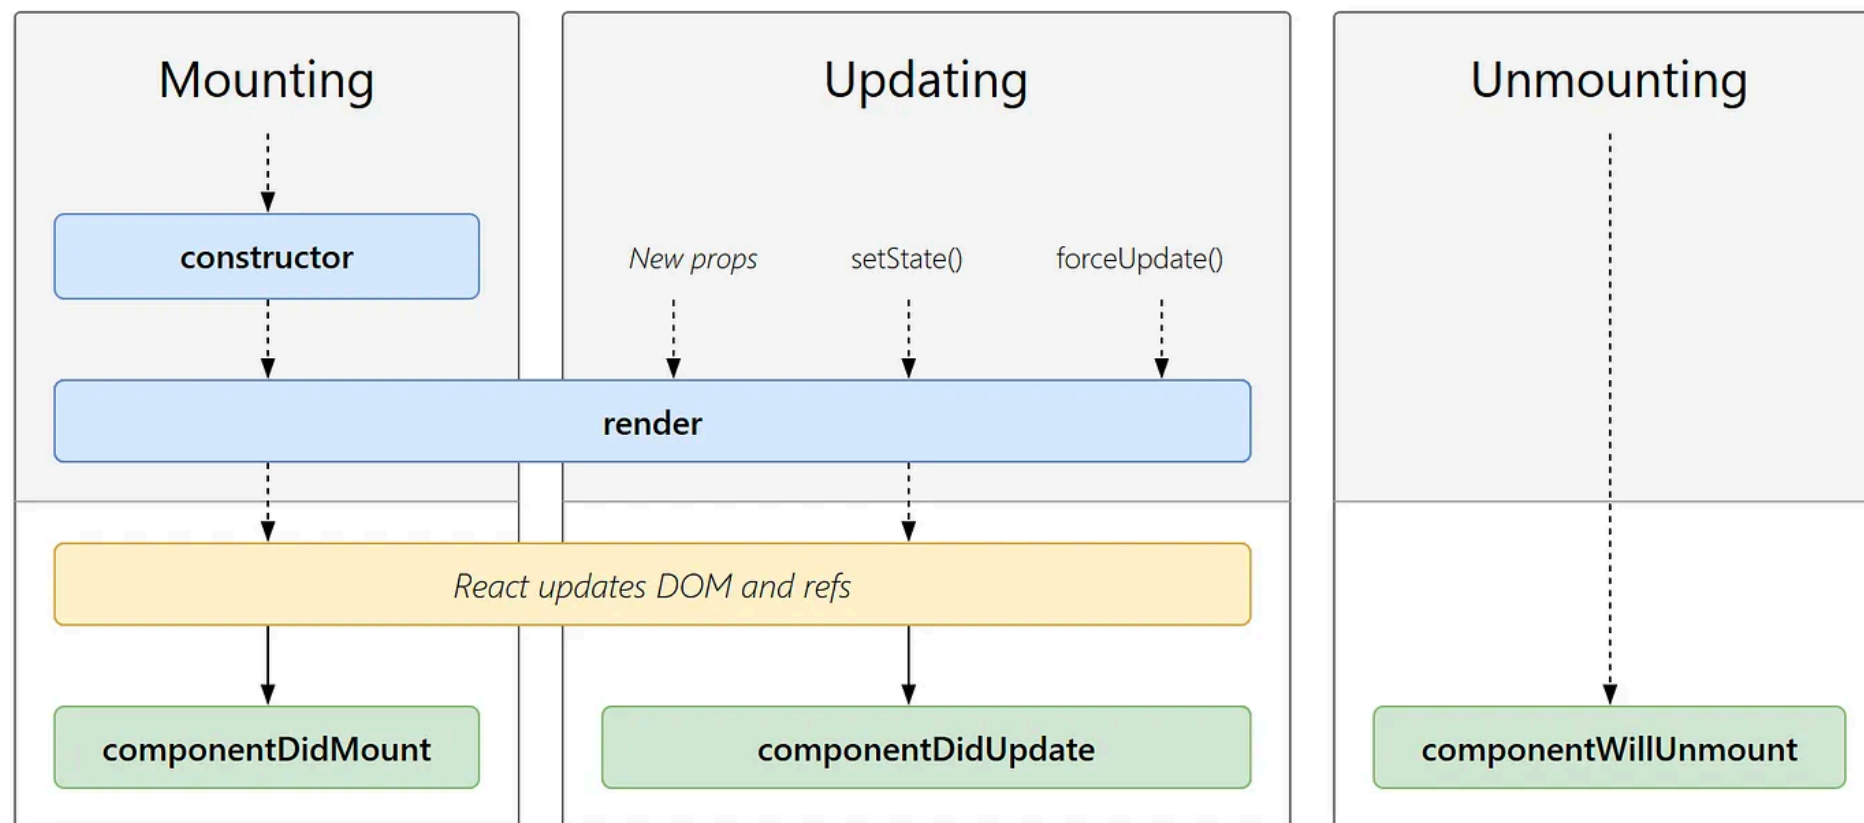 Mounting
Updating
Unmounting
constructor
New props
setState()
forceUpdate()
render
React updates DOM and refs
componentDidMount
componentDidUpdate
componentWillUnmount